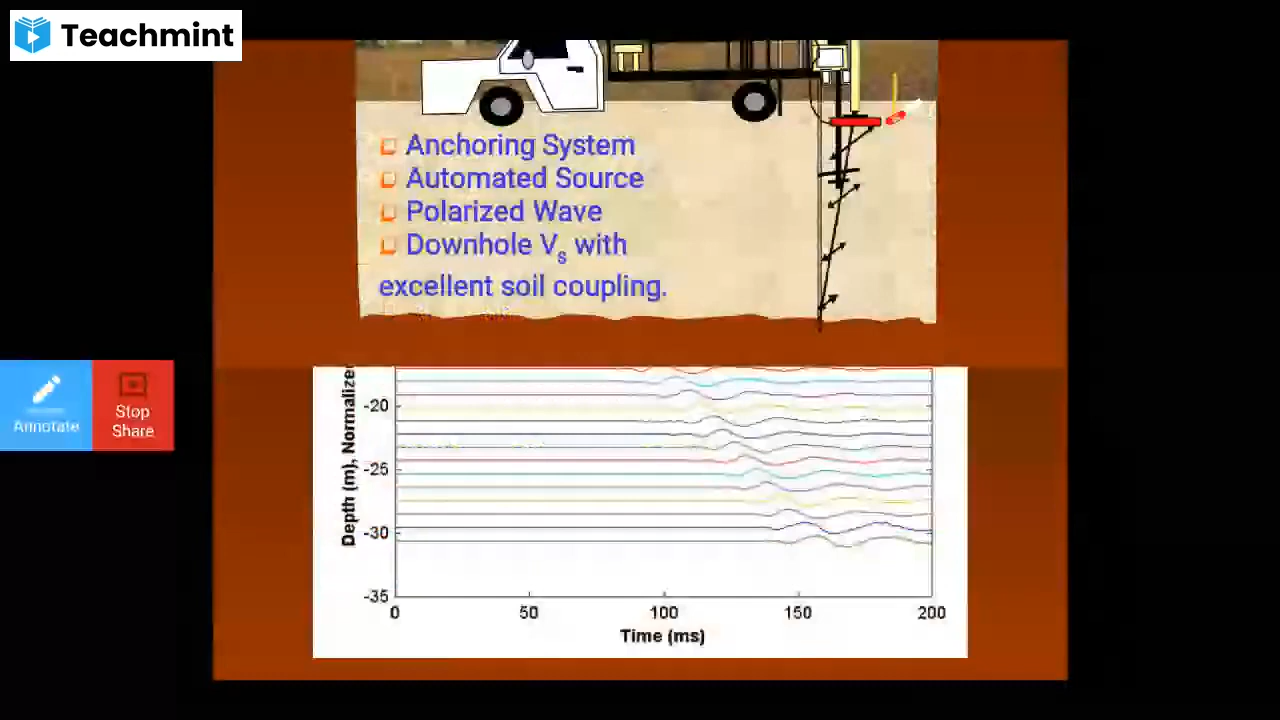 Teachmint
Anchoring System
Automated Source
Polarized Wave
Downhole Vs with
excellent soil coupling.
Annotate
Stop
Share
Depth (m), Normalized
-20
-25
-30
-35
0 50 100 150 200
Time (ms)